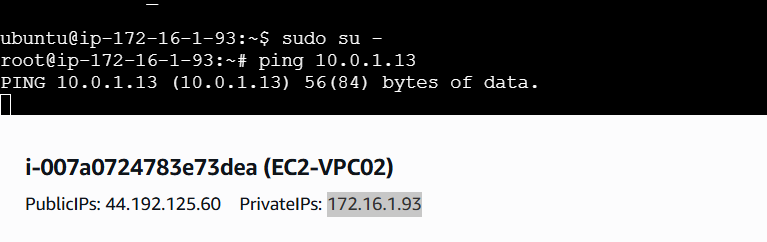 ubuntu@ip-172-16-1-93:~$ sudo su -
root@ip-172-16-1-93:~# ping 10.0.1.13
PING 10.0.1.13 (10.0.1.13) 56(84) bytes of data.
i-007a0724783e73dea (EC2-VPC02)
PublicIPs: 44.192.125.60 PrivateIPs: 172.16.1.93